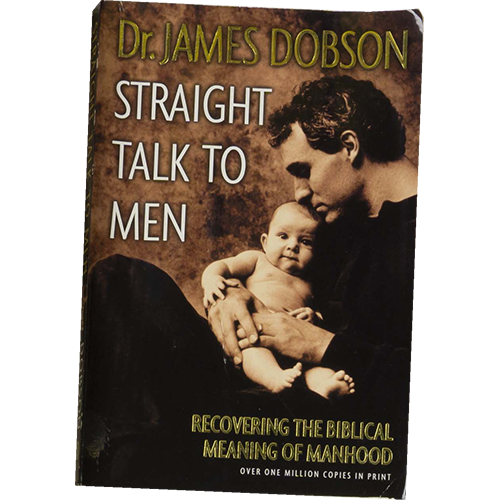 Dr. JAMES DOBSON
STRAIGHT
TALK TO
MEN
RECOVERING THE BIBLICAL
MEANING OF MANHOOD
OVER ONE MILLION COPIES IN PRINT